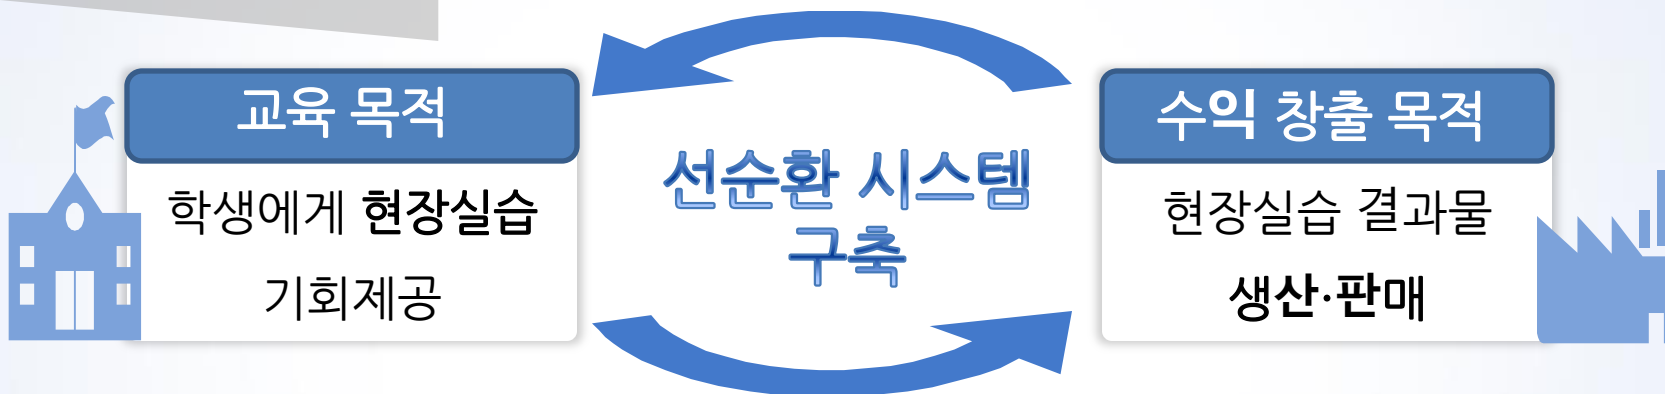 교육 목적
학생에게 현장실습
기회제공
선순환 시스템
구축
수익 창출 목적
현장실습 결과물
생산·판매